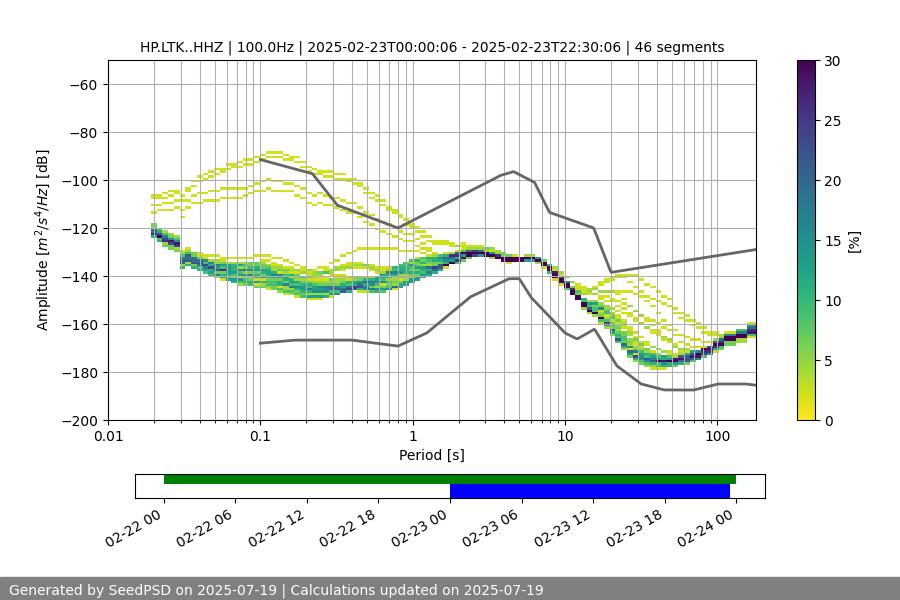 HP.LTK..HHZ | 100.0Hz | 2025-02-23T00:00:06 - 2025-02-23T22:30:06 | 46 segments
−60
−80
−100
−120
−140
−160
−180
−200
Amplitude [m²/s⁴/Hz] [dB]
0.01 0.1 1 10 100
Period [s]
30
25
20
15
10
5
0
[%]
02-22 00 02-22 06 02-22 12 02-22 18 02-23 00 02-23 06 02-23 12 02-23 18 02-24 00
Generated by SeedPSD on 2025-07-19 | Calculations updated on 2025-07-19